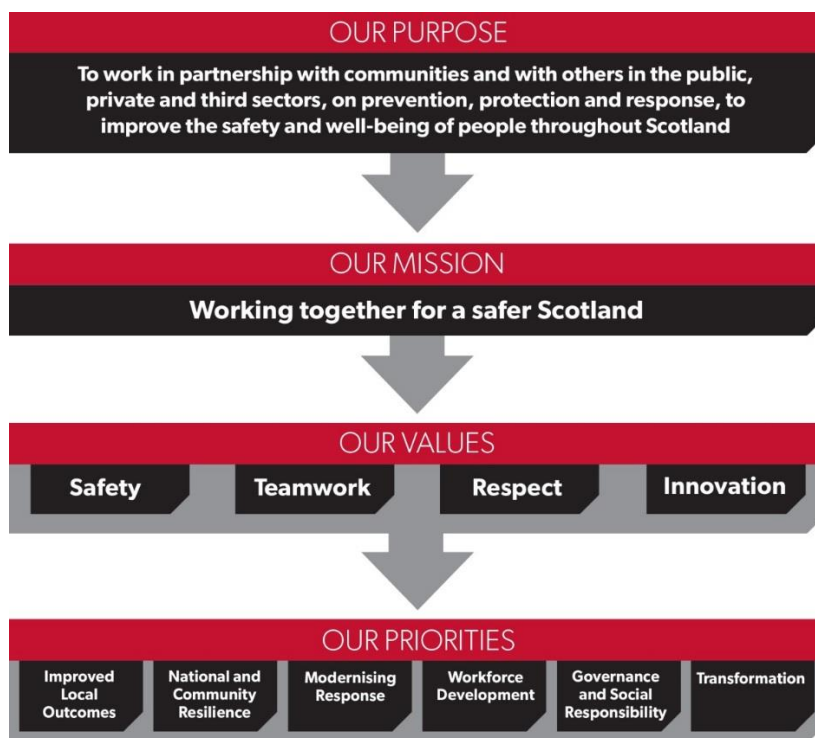 OUR PURPOSE
To work in partnership with communities and with others in the public,
private and third sectors, on prevention, protection and response, to
improve the safety and well-being of people throughout Scotland
OUR MISSION
Working together for a safer Scotland
OUR VALUES
Safety
Teamwork
Respect
Innovation
OUR PRIORITIES
Improved
Local
Outcomes
National and
Community
Resilience
Modernising
Response
Workforce
Development
Governance
and Social
Responsibility
Transformation